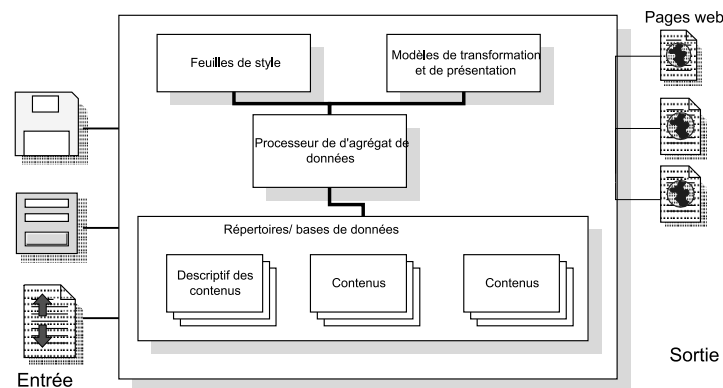 Pages web
Feuilles de style
Modèles de transformation
et de présentation
Processeur de d'agrégat de
données
Répertoires/ bases de données
Descriptif des
contenus
Contenus
Contenus
Entrée
Sortie